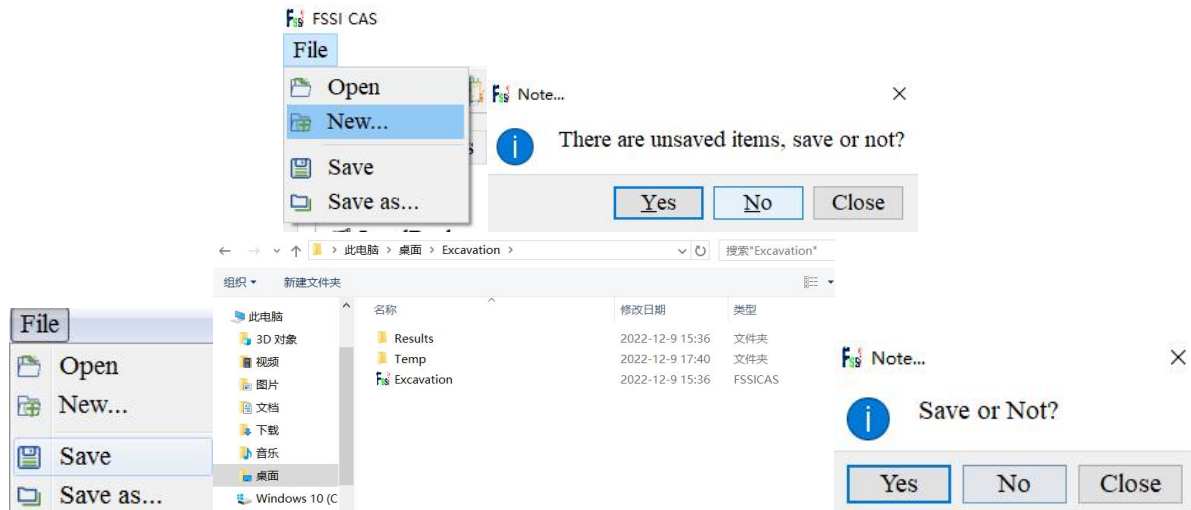 FSSI CAS
File
Open
New...
Save
Save as...
Note...
There are unsaved items, save or not?
Yes
No
Close
此电脑 > 桌面 > Excavation >
搜索"Excavation"
组织
新建文件夹
名称
修改日期
类型
此电脑
3D 对象
视频
图片
文档
下载
音乐
桌面
Windows 10 (C
Results
2022-12-9 15:36
文件夹
Temp
2022-12-9 17:40
文件夹
Excavation
2022-12-9 15:36
FSSICAS
File
Open
New...
Save
Save as...
Note...
Save or Not?
Yes
No
Close